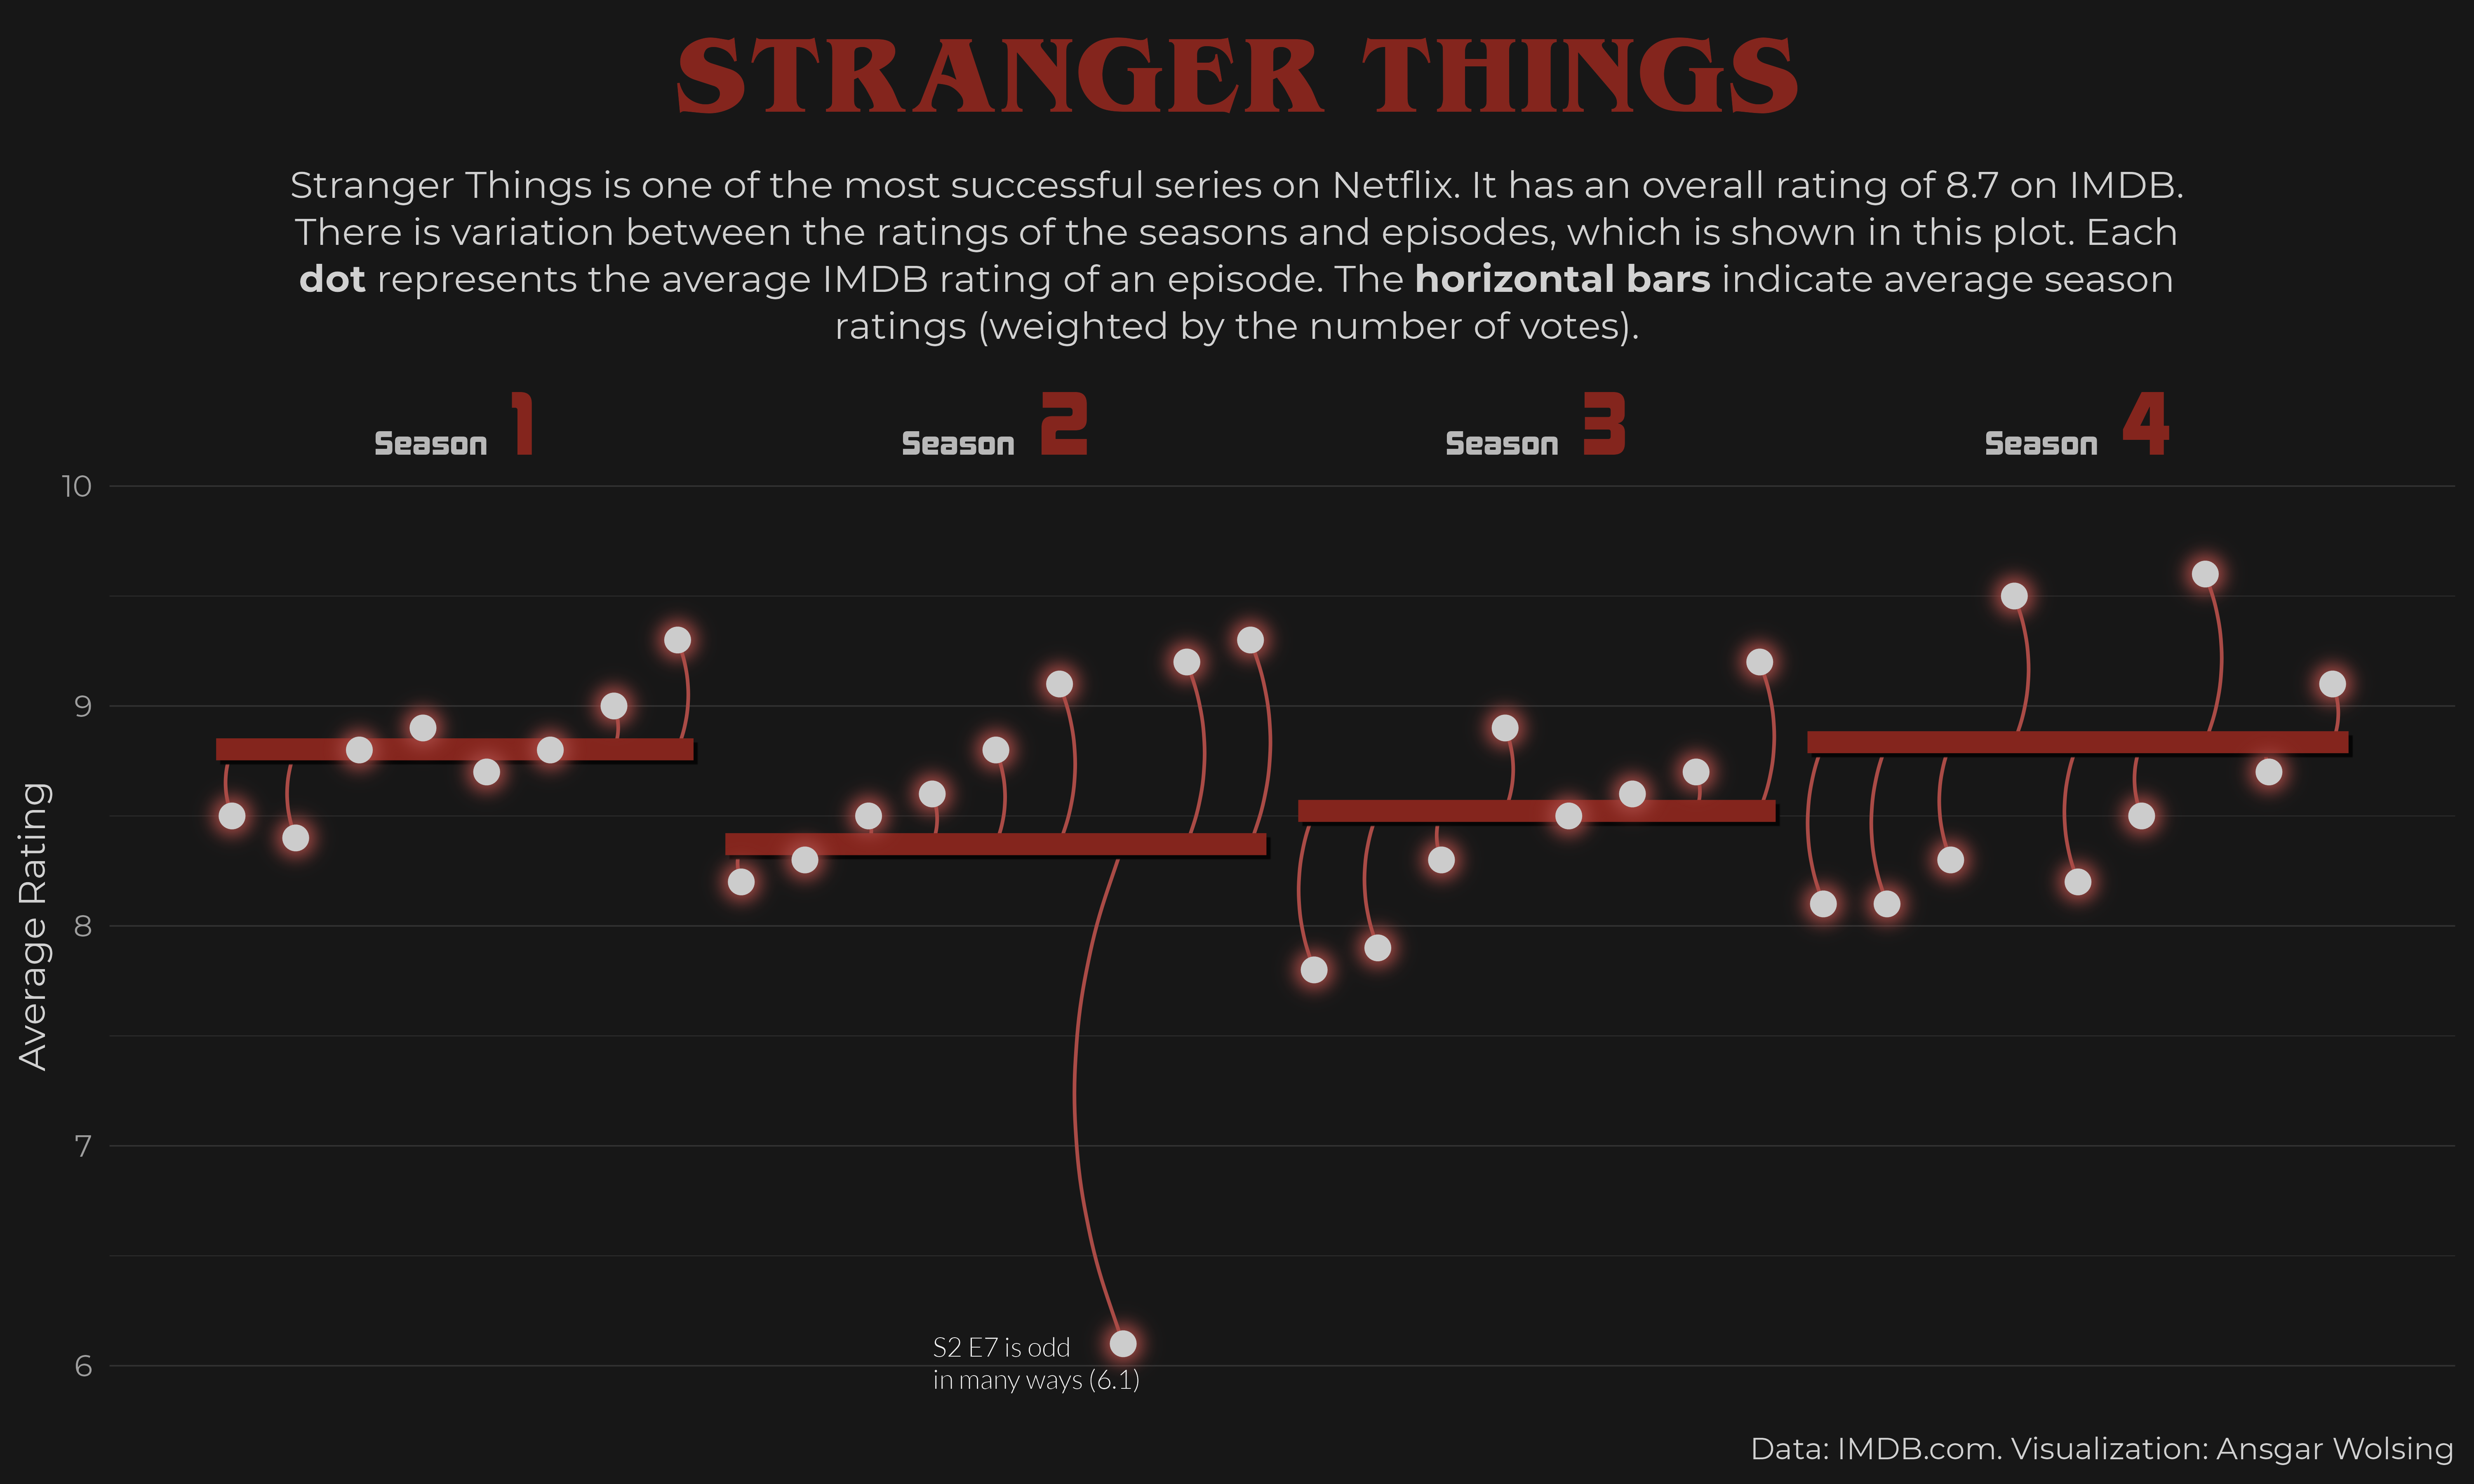 STRANGER THINGS
Stranger Things is one of the most successful series on Netflix. It has an overall rating of 8.7 on IMDB.
There is variation between the ratings of the seasons and episodes, which is shown in this plot. Each
dot represents the average IMDB rating of an episode. The horizontal bars indicate average season
ratings (weighted by the number of votes).
Season 1
Season 2
Season 3
Season 4
10
9
8
7
6
Average Rating
S2 E7 is odd
in many ways (6.1)
Data: IMDB.com. Visualization: Ansgar Wolsing